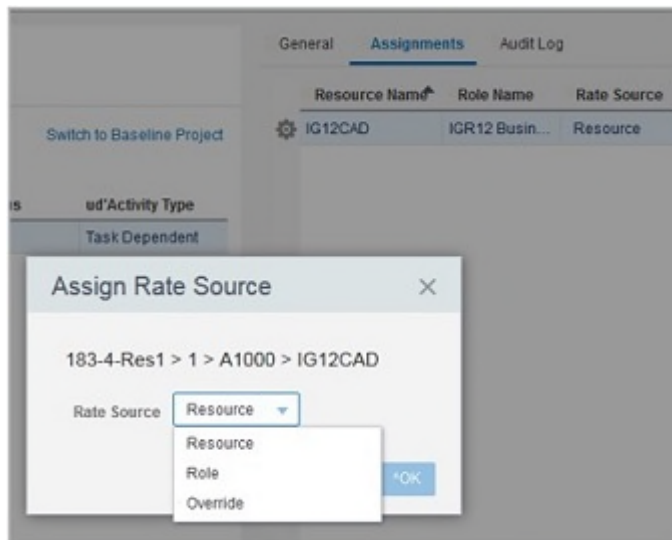 General Assignments Audit Log
Resource Name Role Name Rate Source
Switch to Baseline Project
IG12CAD IGR12 Busin... Resource
ud'Activity Type
Task Dependent
Assign Rate Source
183-4-Res1 > 1 > A1000 > IG12CAD
Rate Source Resource
Resource
Role
Override
*OK